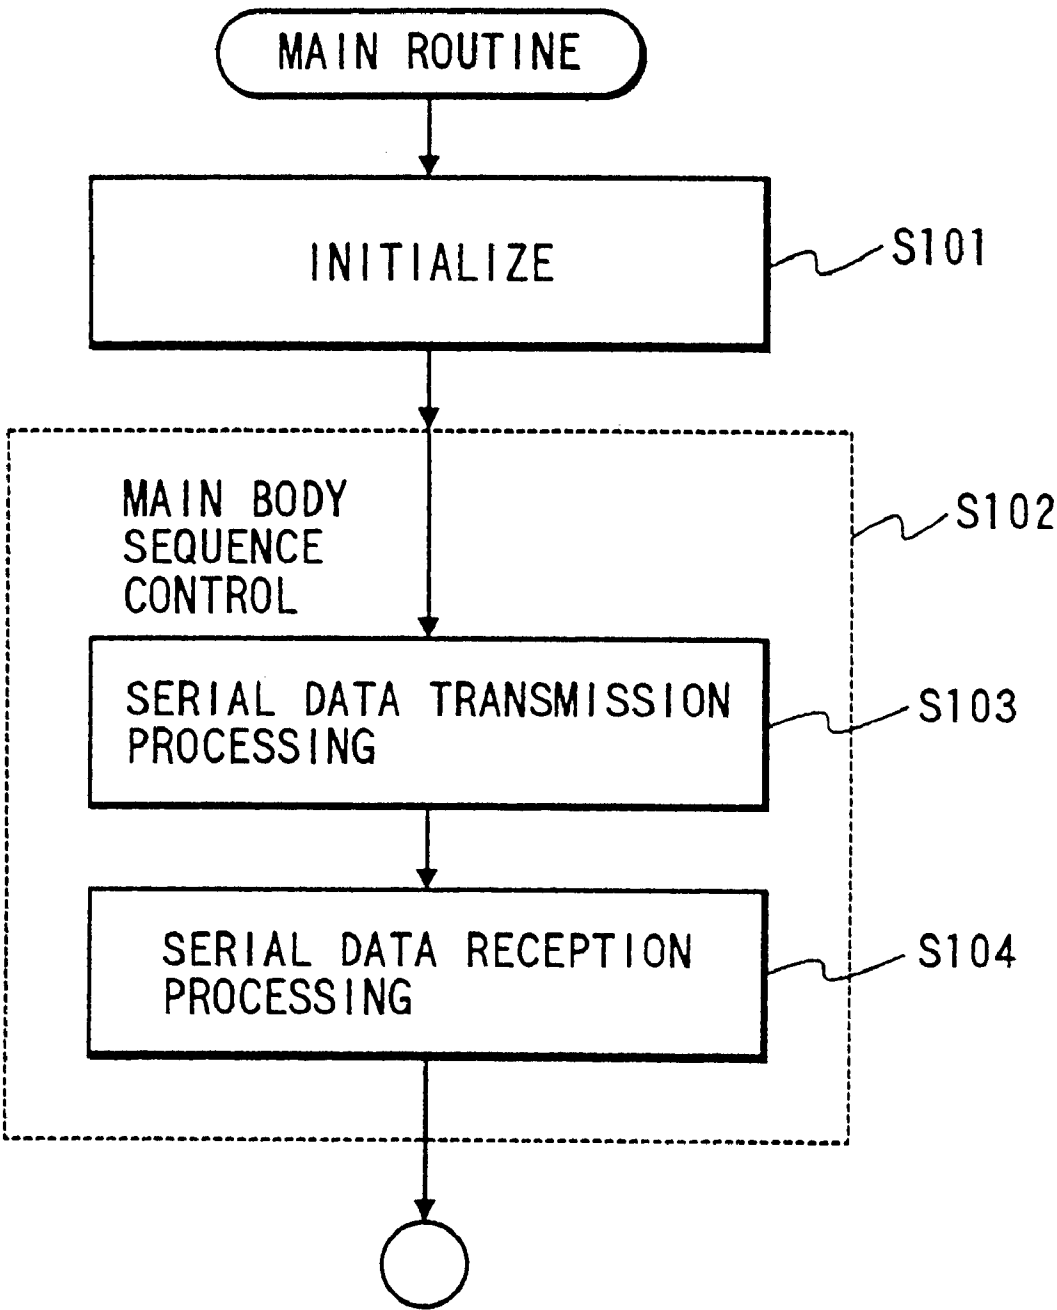 MAIN ROUTINE
INITIALIZE
S101
MAIN BODY
SEQUENCE
CONTROL
S102
SERIAL DATA TRANSMISSION
PROCESSING
S103
SERIAL DATA RECEPTION
PROCESSING
S104